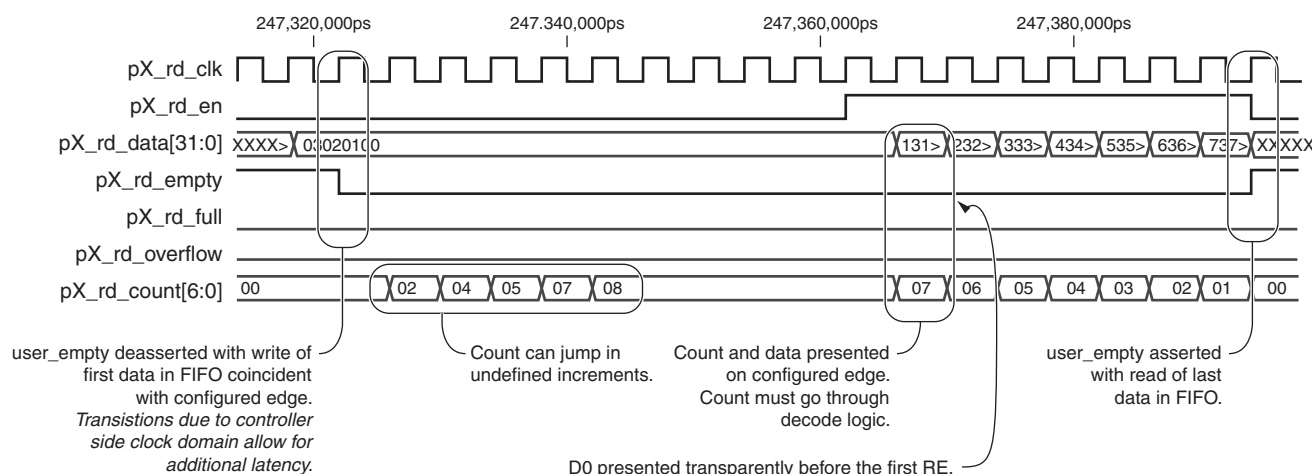 247,320,000ps 247.340,000ps 247,360,000ps 247,380,000ps
pX_rd_clk
pX_rd_en
pX_rd_data[31:0] XXXX> 03020100 131> 232> 333> 434> 535> 636> 737> XXXXX
pX_rd_empty
pX_rd_full
pX_rd_overflow
pX_rd_count[6:0] 00 02 04 05 07 08 07 06 05 04 03 02 01 00
user_empty deasserted with write of
first data in FIFO coincident
with configured edge.
Transistions due to controller
side clock domain allow for
additional latency.
Count can jump in
undefined increments.
Count and data presented
on configured edge.
Count must go through
decode logic.
user_empty asserted
with read of last
data in FIFO.
D0 presented transparently before the first RE.